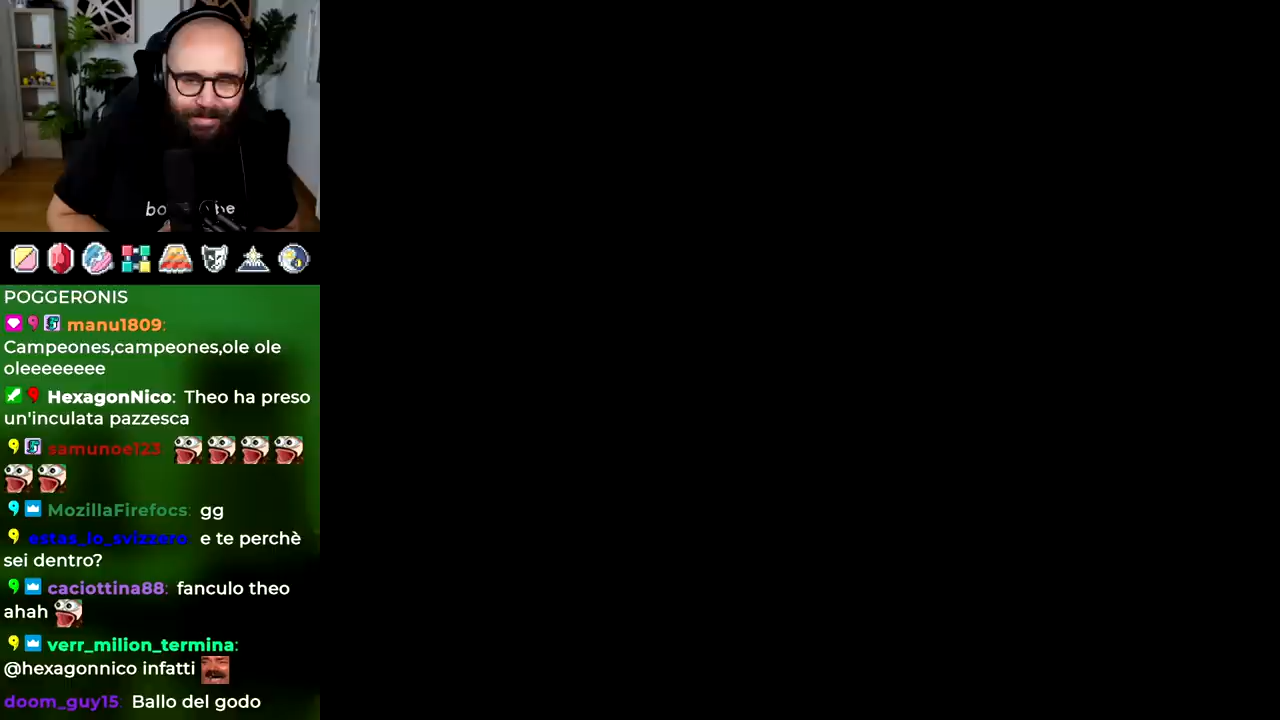 POGGERONIS
manu1809:
Campeones,campeones,ole ole
oleeeeeeee
HexagonNico: Theo ha preso
un'inculata pazzesca
samunoe123
MozillaFirefocs: gg
estas_lo_svizzero: e te perchè
sei dentro?
caciottina88: fanculo theo
ahah
verr_milion_termina:
@hexagonnico infatti
doom_guy15: Ballo del godo